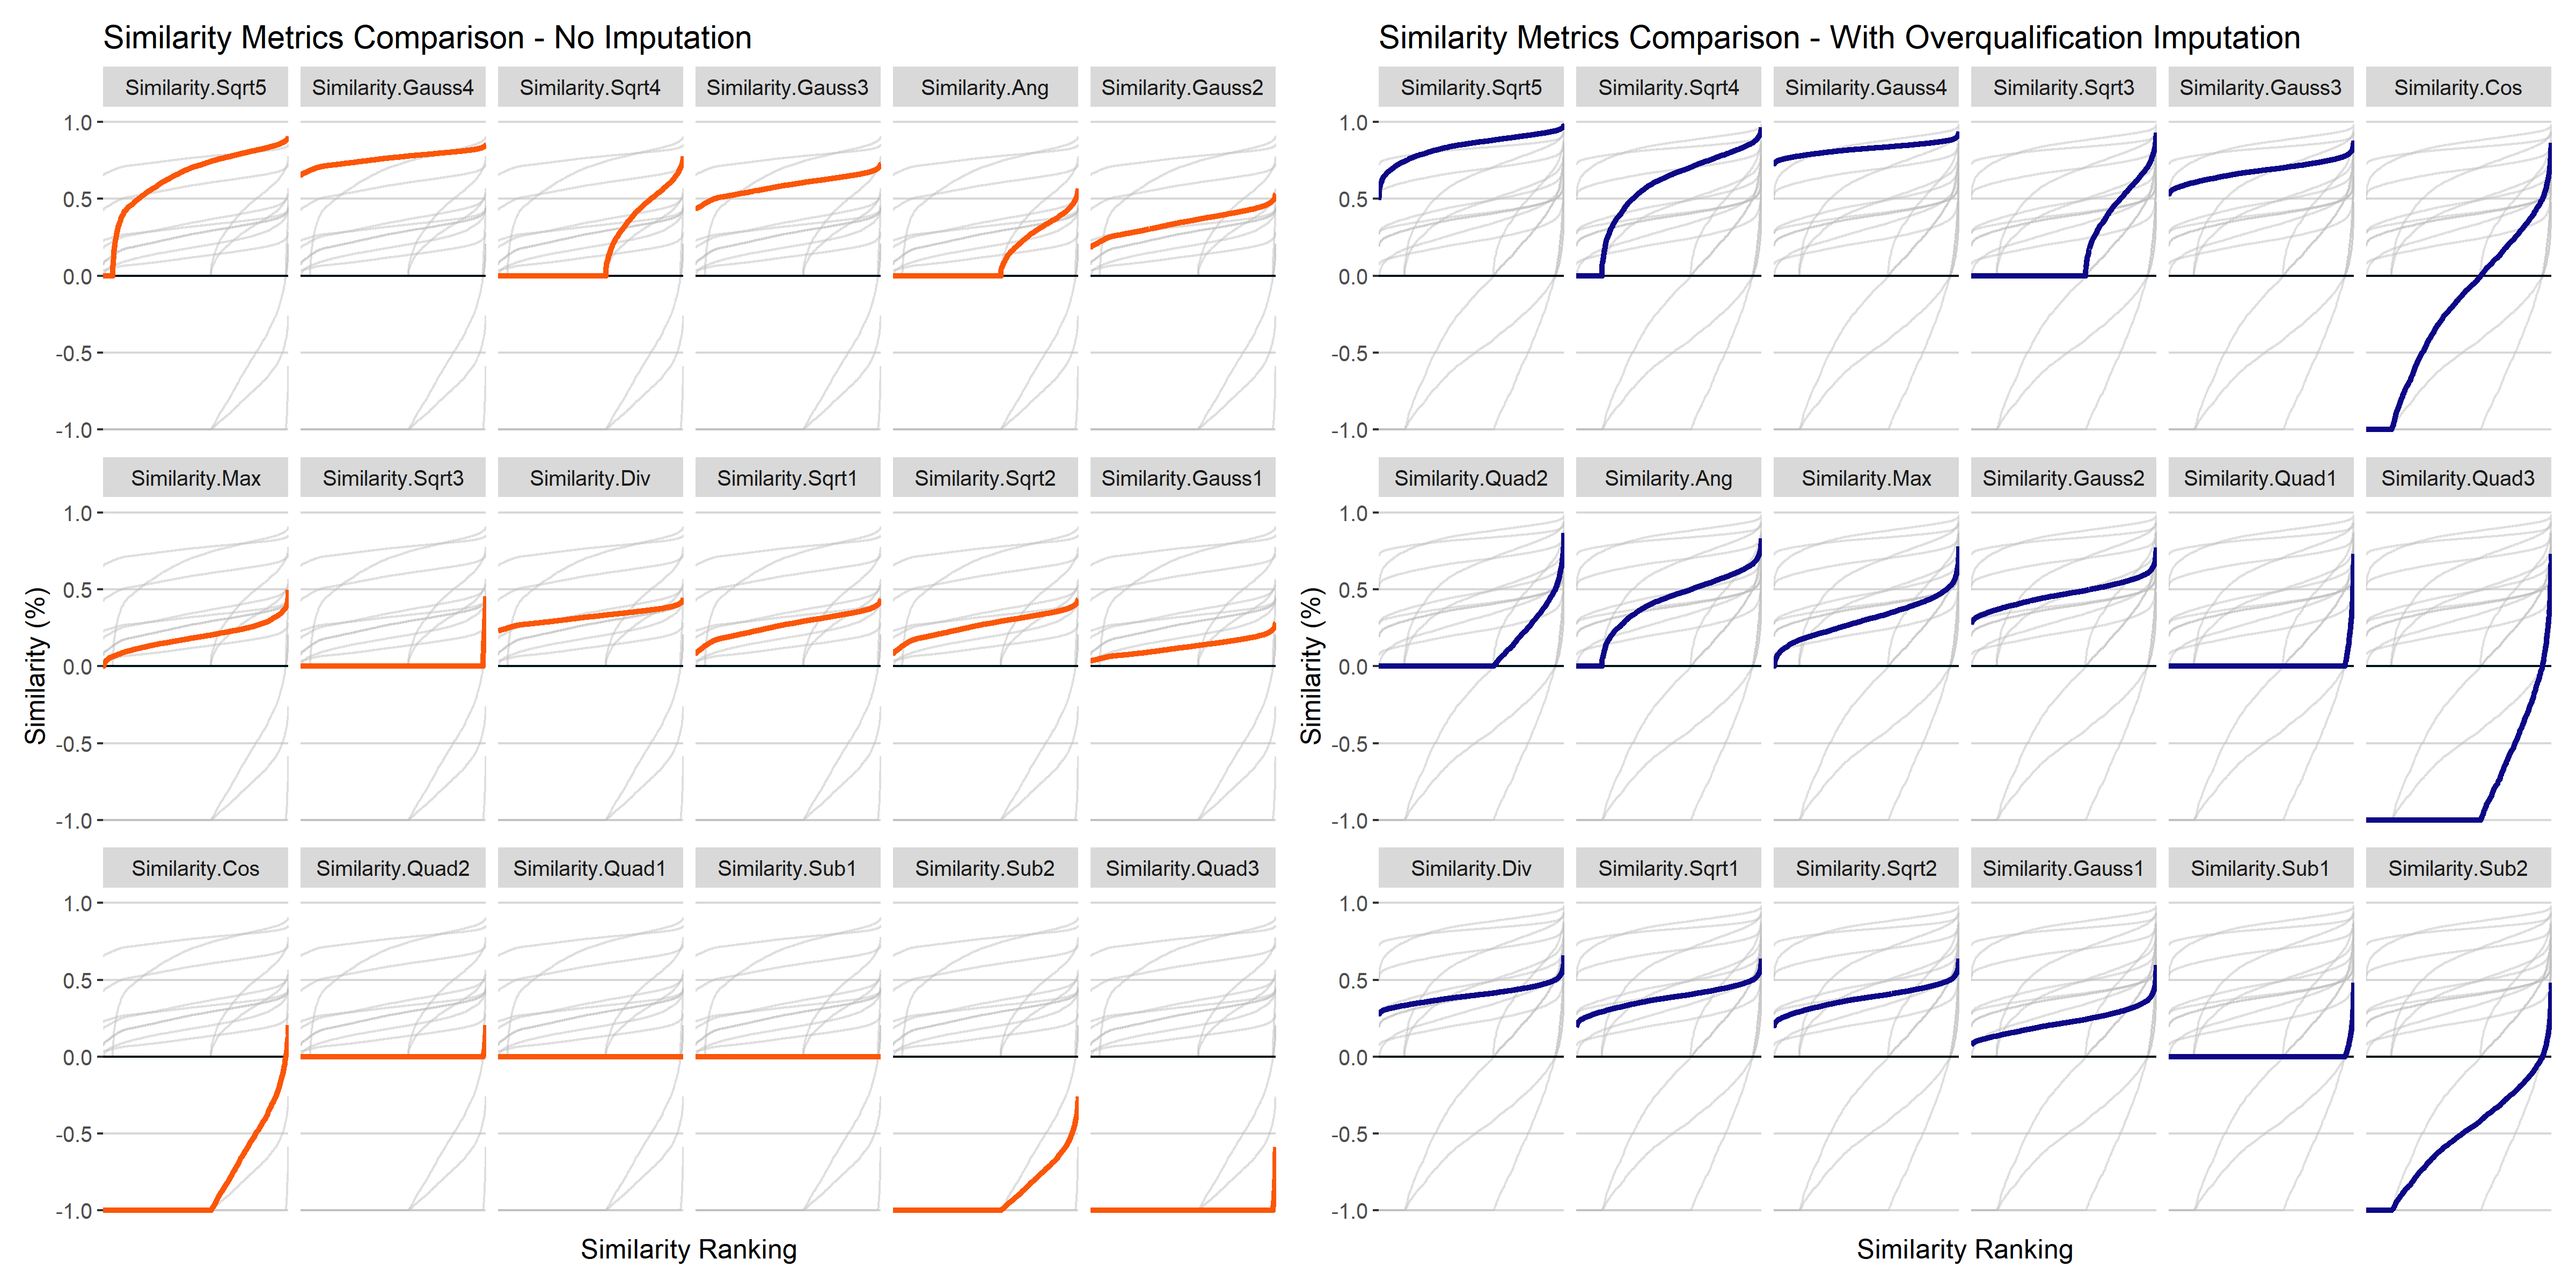 Similarity Metrics Comparison - No Imputation
Similarity.Sqrt5 Similarity.Gauss4 Similarity.Sqrt4 Similarity.Gauss3 Similarity.Ang Similarity.Gauss2
1.0
0.5
0.0
-0.5
-1.0
Similarity.Max Similarity.Sqrt3 Similarity.Div Similarity.Sqrt1 Similarity.Sqrt2 Similarity.Gauss1
1.0
0.5
0.0
-0.5
-1.0
Similarity.Cos Similarity.Quad2 Similarity.Quad1 Similarity.Sub1 Similarity.Sub2 Similarity.Quad3
1.0
0.5
0.0
-0.5
-1.0
Similarity (%)
Similarity Ranking
Similarity Metrics Comparison - With Overqualification Imputation
Similarity.Sqrt5 Similarity.Sqrt4 Similarity.Gauss4 Similarity.Sqrt3 Similarity.Gauss3 Similarity.Cos
1.0
0.5
0.0
-0.5
-1.0
Similarity.Quad2 Similarity.Ang Similarity.Max Similarity.Gauss2 Similarity.Quad1 Similarity.Quad3
1.0
0.5
0.0
-0.5
-1.0
Similarity.Div Similarity.Sqrt1 Similarity.Sqrt2 Similarity.Gauss1 Similarity.Sub1 Similarity.Sub2
1.0
0.5
0.0
-0.5
-1.0
Similarity (%)
Similarity Ranking